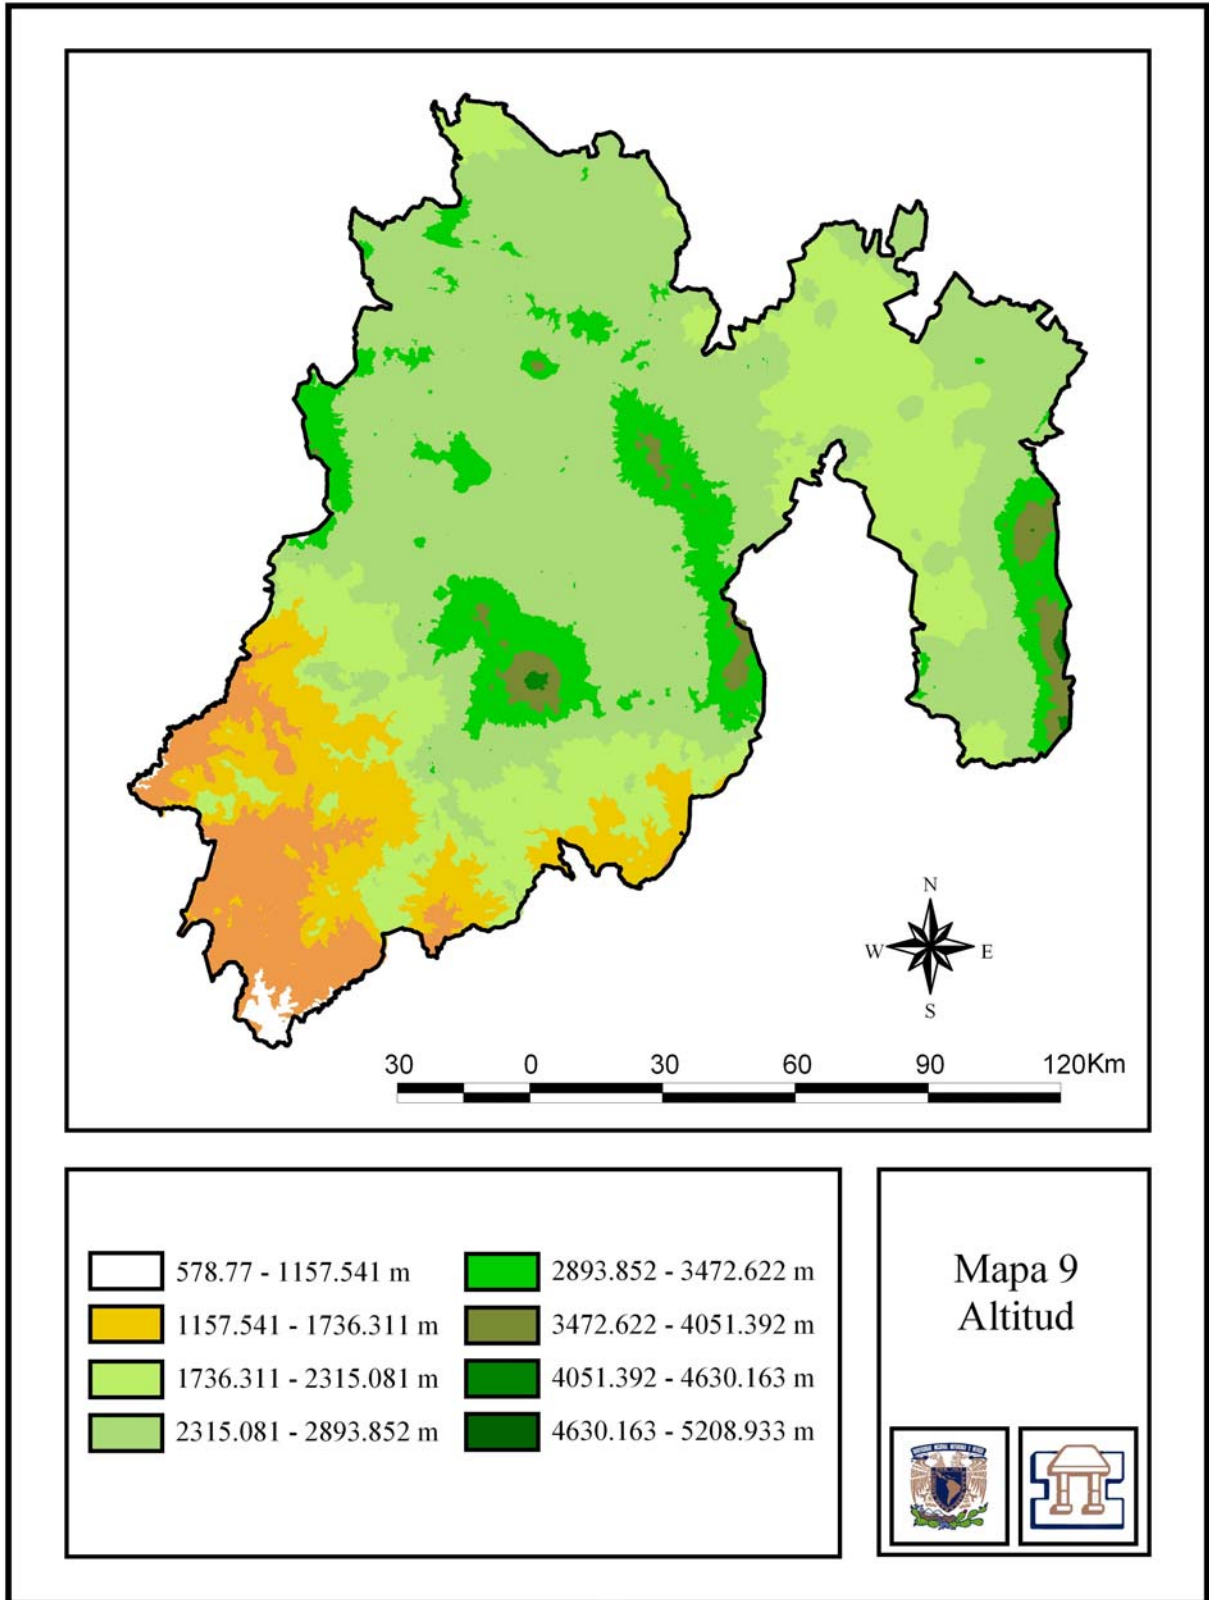 N
W
E
S
30 0 30 60 90 120Km
578.77 - 1157.541 m
1157.541 - 1736.311 m
1736.311 - 2315.081 m
2315.081 - 2893.852 m
2893.852 - 3472.622 m
3472.622 - 4051.392 m
4051.392 - 4630.163 m
4630.163 - 5208.933 m
Mapa 9
Altitud